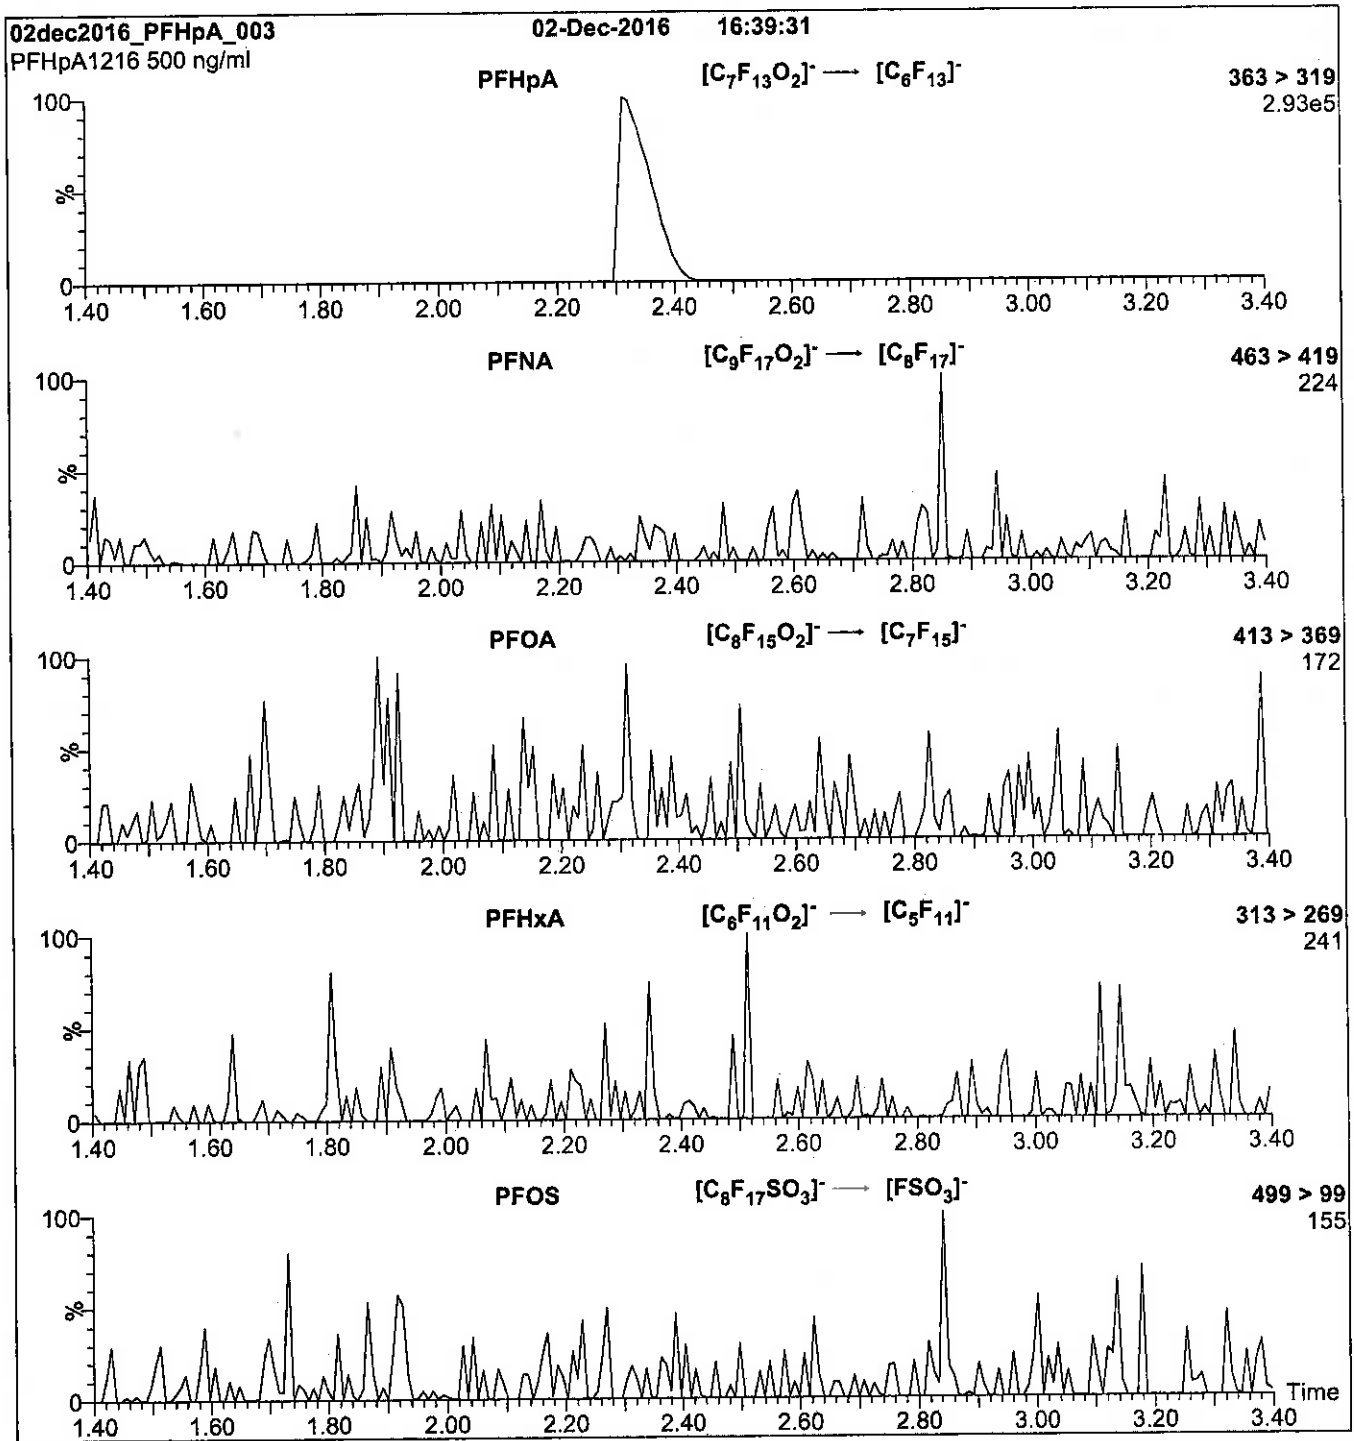 02dec2016_PFHpA_003 02-Dec-2016 16:39:31
PFHpA1216 500 ng/ml
PFHpA [C₇F₁₃O₂]⁻ → [C₆F₁₃]⁻ 363 > 319
2.93e5
100
%
0
1.40 1.60 1.80 2.00 2.20 2.40 2.60 2.80 3.00 3.20 3.40
PFNA [C₉F₁₇O₂]⁻ → [C₈F₁₇]⁻ 463 > 419
224
100
%
0
1.40 1.60 1.80 2.00 2.20 2.40 2.60 2.80 3.00 3.20 3.40
PFOA [C₈F₁₅O₂]⁻ → [C₇F₁₅]⁻ 413 > 369
172
100
%
0
1.40 1.60 1.80 2.00 2.20 2.40 2.60 2.80 3.00 3.20 3.40
PFHxA [C₆F₁₁O₂]⁻ → [C₅F₁₁]⁻ 313 > 269
241
100
%
0
1.40 1.60 1.80 2.00 2.20 2.40 2.60 2.80 3.00 3.20 3.40
PFOS [C₈F₁₇SO₃]⁻ → [FSO₃]⁻ 499 > 99
155
100
%
0
Time
1.40 1.60 1.80 2.00 2.20 2.40 2.60 2.80 3.00 3.20 3.40